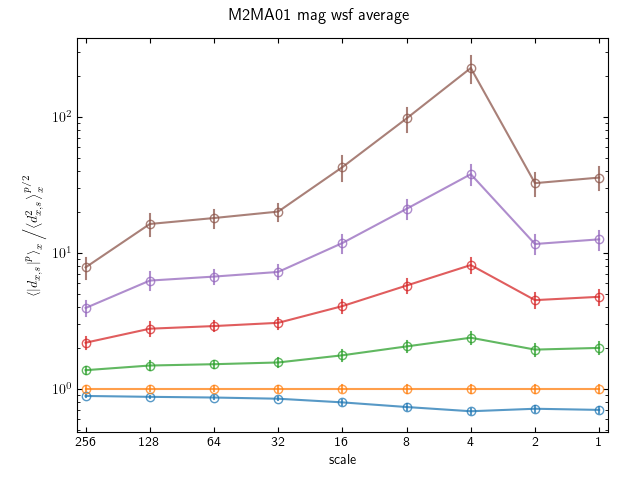 M2MA01 mag wsf average
⟨|d_{x,s}|^p⟩_x / ⟨d²_{x,s}⟩_x^{p/2}
10²
10¹
10⁰
256 128 64 32 16 8 4 2 1
scale